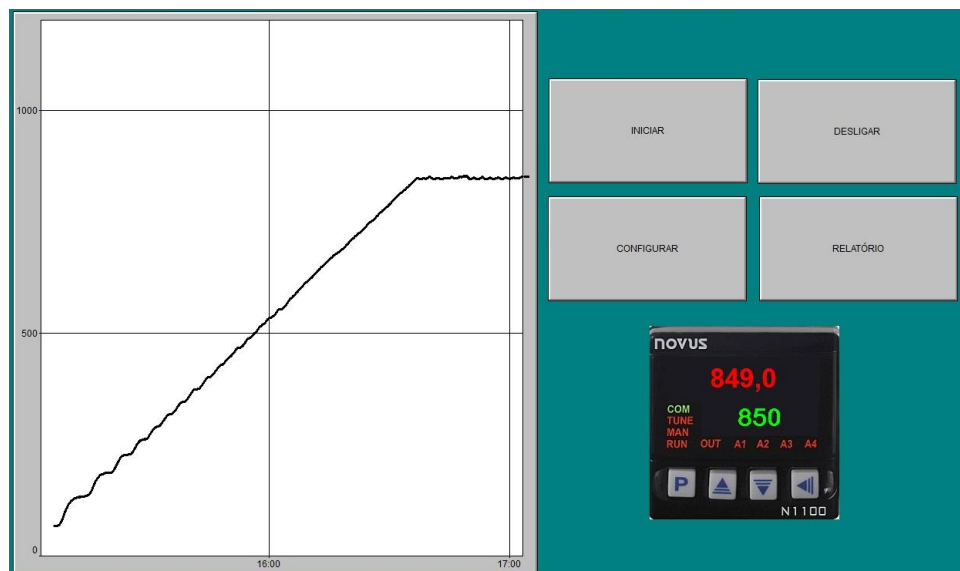 1000
500
0
16:00
17:00
INICIAR
DESLIGAR
CONFIGURAR
RELATÓRIO
novus
849,0
COM
850
TUNE
MAN
RUN OUT A1 A2 A3 A4
P
N1100